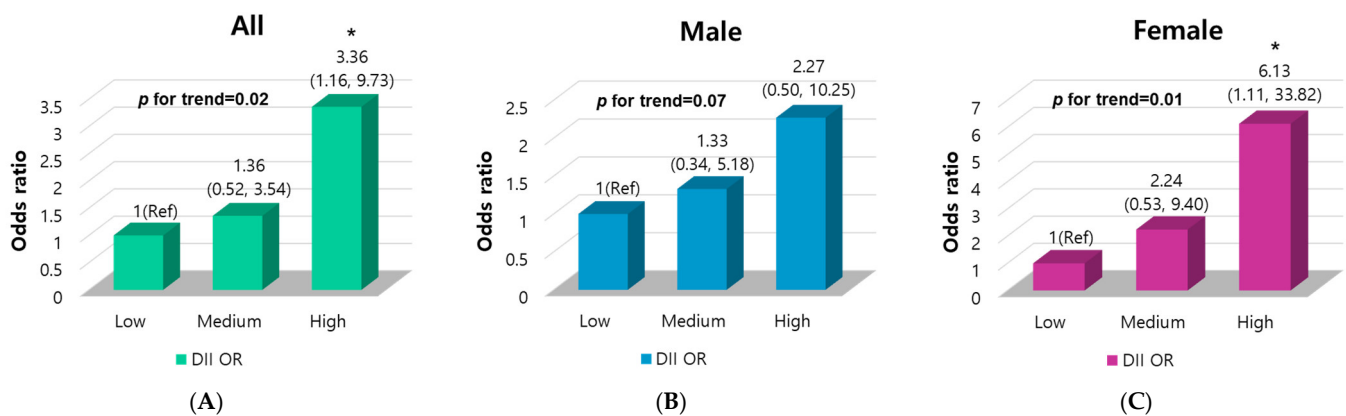 All
*
3.36
(1.16, 9.73)
p for trend=0.02
1.36
(0.52, 3.54)
1(Ref)
Odds ratio
3.5
3
2.5
2
1.5
1
0.5
0
Low Medium High
DII OR
(A)
Male
2.27
(0.50, 10.25)
p for trend=0.07
1.33
(0.34, 5.18)
1(Ref)
Odds ratio
2.5
2
1.5
1
0.5
0
Low Medium High
DII OR
(B)
Female
*
6.13
(1.11, 33.82)
p for trend=0.01
2.24
(0.53, 9.40)
1(Ref)
Odds ratio
7
6
5
4
3
2
1
0
Low Medium High
DII OR
(C)